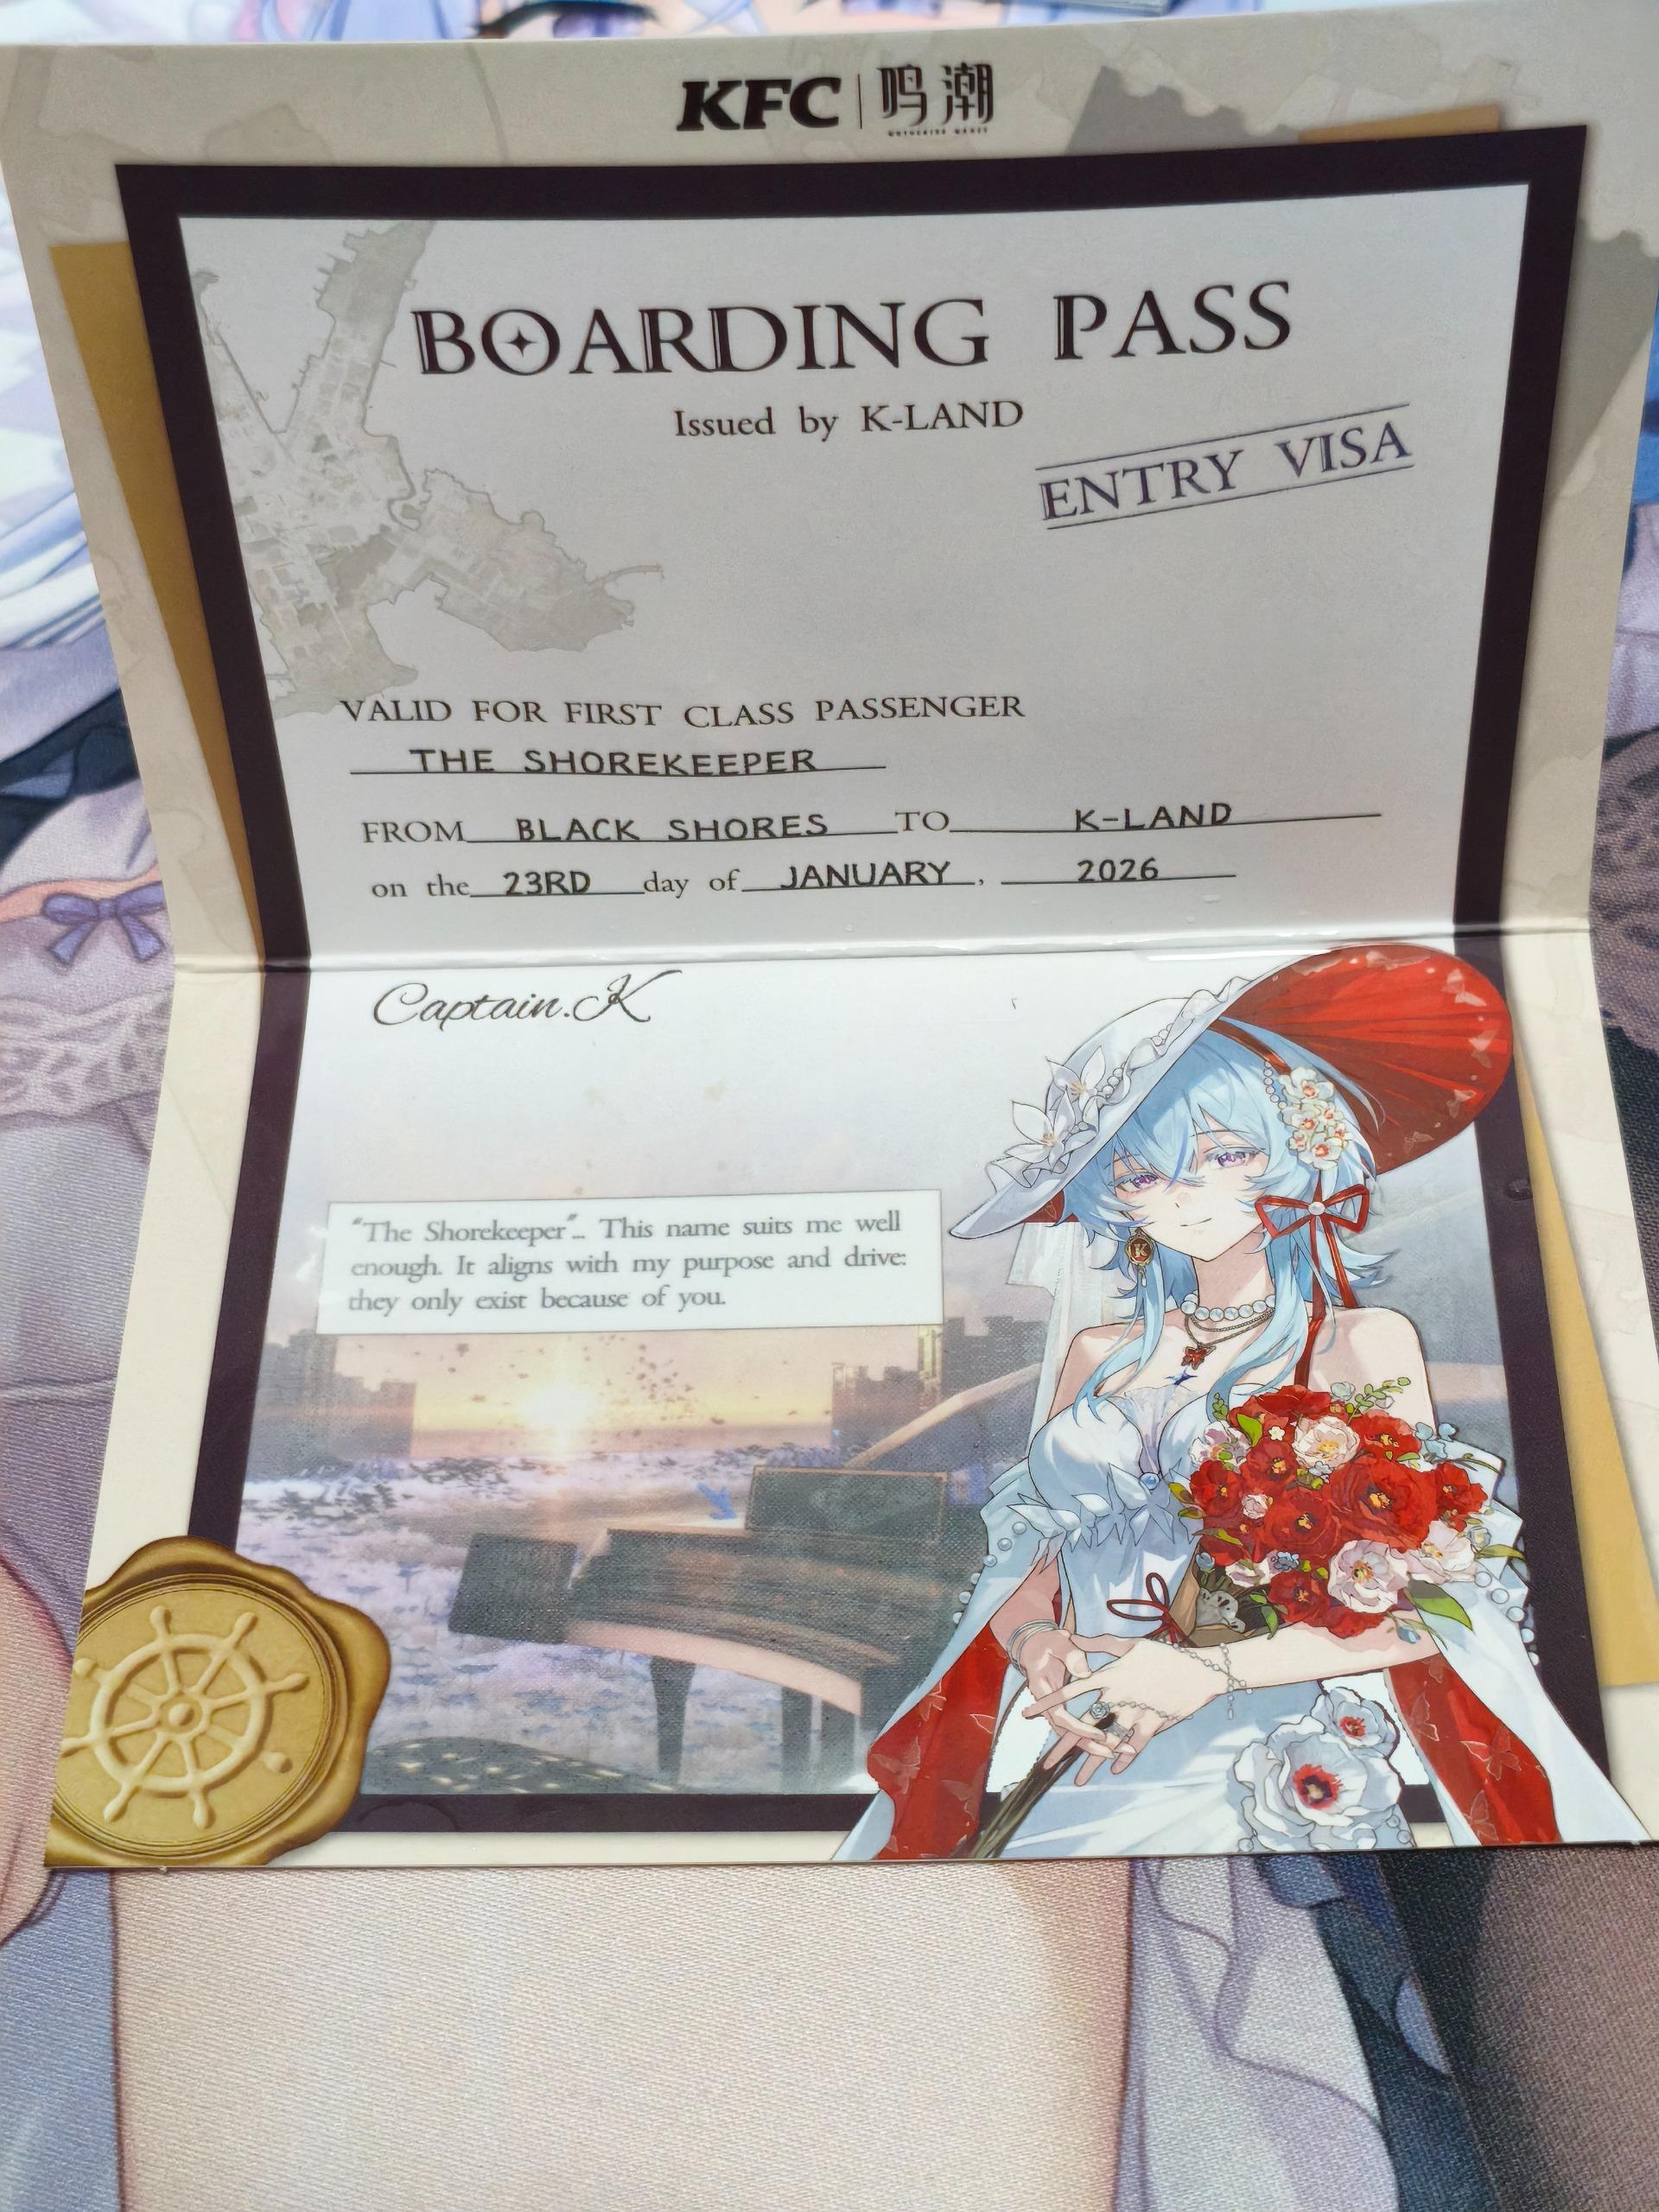 KFC | 鸣潮
WUTHERING WAVES
BOARDING PASS
Issued by K-LAND
ENTRY VISA
VALID FOR FIRST CLASS PASSENGER
THE SHOREKEEPER
FROM BLACK SHORES TO K-LAND
on the 23RD day of JANUARY, 2026
Captain.K
"The Shorekeeper"... This name suits me well
enough. It aligns with my purpose and drive:
they only exist because of you.
K